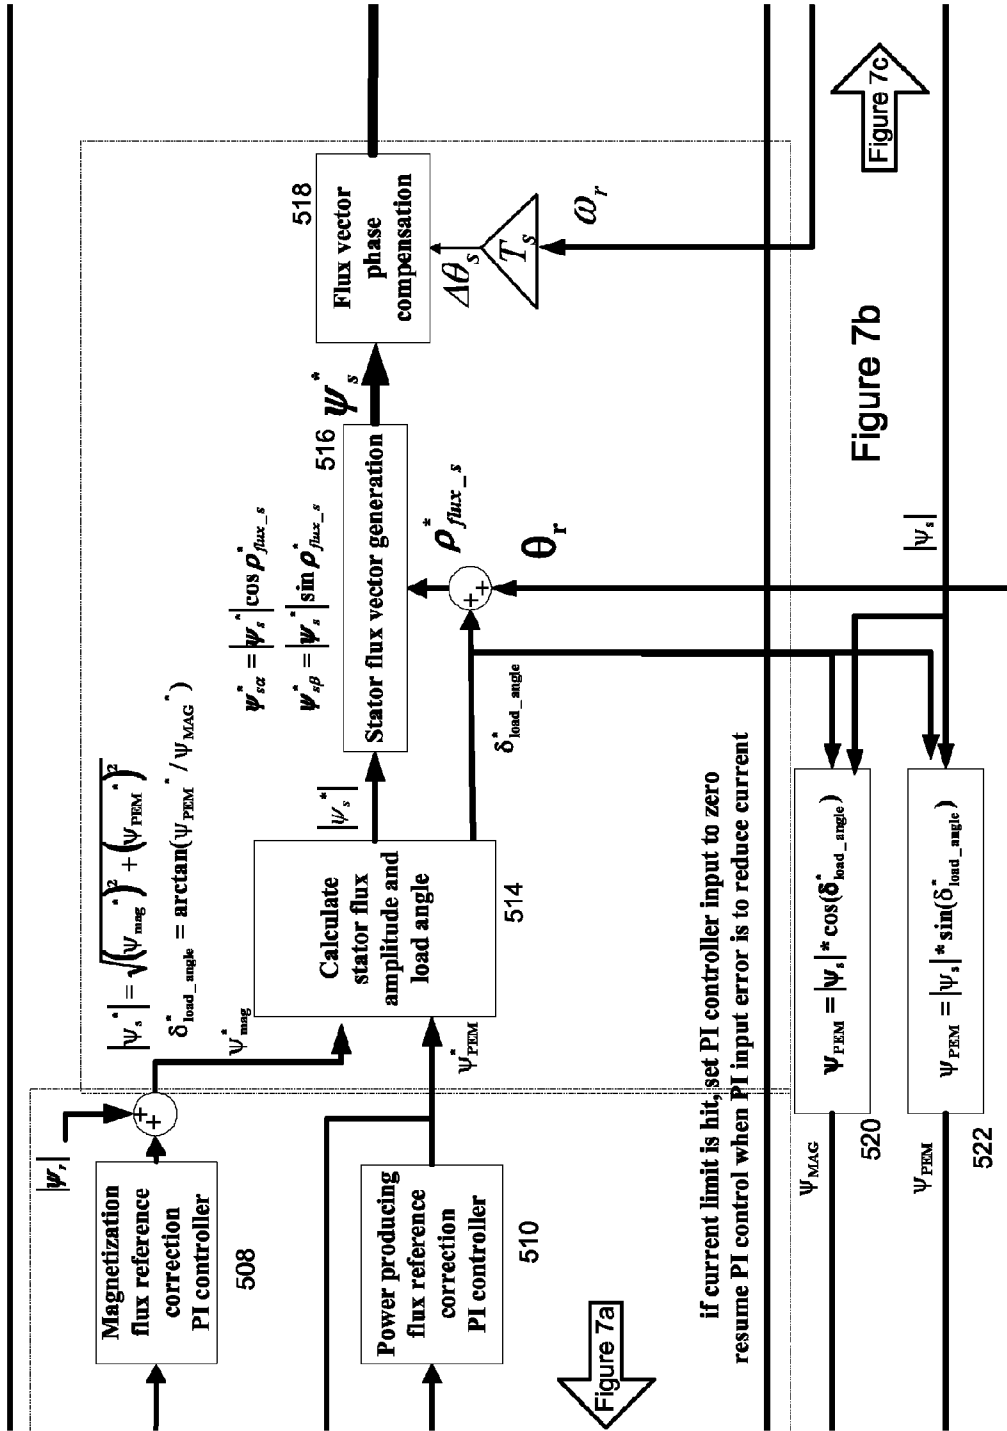 |ψr|
Magnetization
flux reference
correction
PI controller
508
Power producing
flux reference
correction
PI controller
510
Figure 7a
|ψs*| = √((ψmag*)² + (ψPEM*)²)
δ*load_angle = arctan(ψPEM* / ψMAG*)
ψ*mag
ψ*PEM
Calculate
stator flux
amplitude and
load angle
514
|ψs*|
δ*load_angle
ψ*sα = |ψs*| cos ρ*flux_s
ψ*sβ = |ψs*| sin ρ*flux_s
Stator flux vector generation
516
ρ*flux_s
+
+
+
+
θr
ψ*s
Flux vector
phase
compensation
518
Δθs
Ts
ωr
if current limit is hit, set PI controller input to zero
resume PI control when PI input error is to reduce current
ψMAG
ψPEM = |ψs| * cos(δ*load_angle)
520
ψPEM
ψPEM = |ψs| * sin(δ*load_angle)
522
|ψs|
Figure 7b
Figure 7c